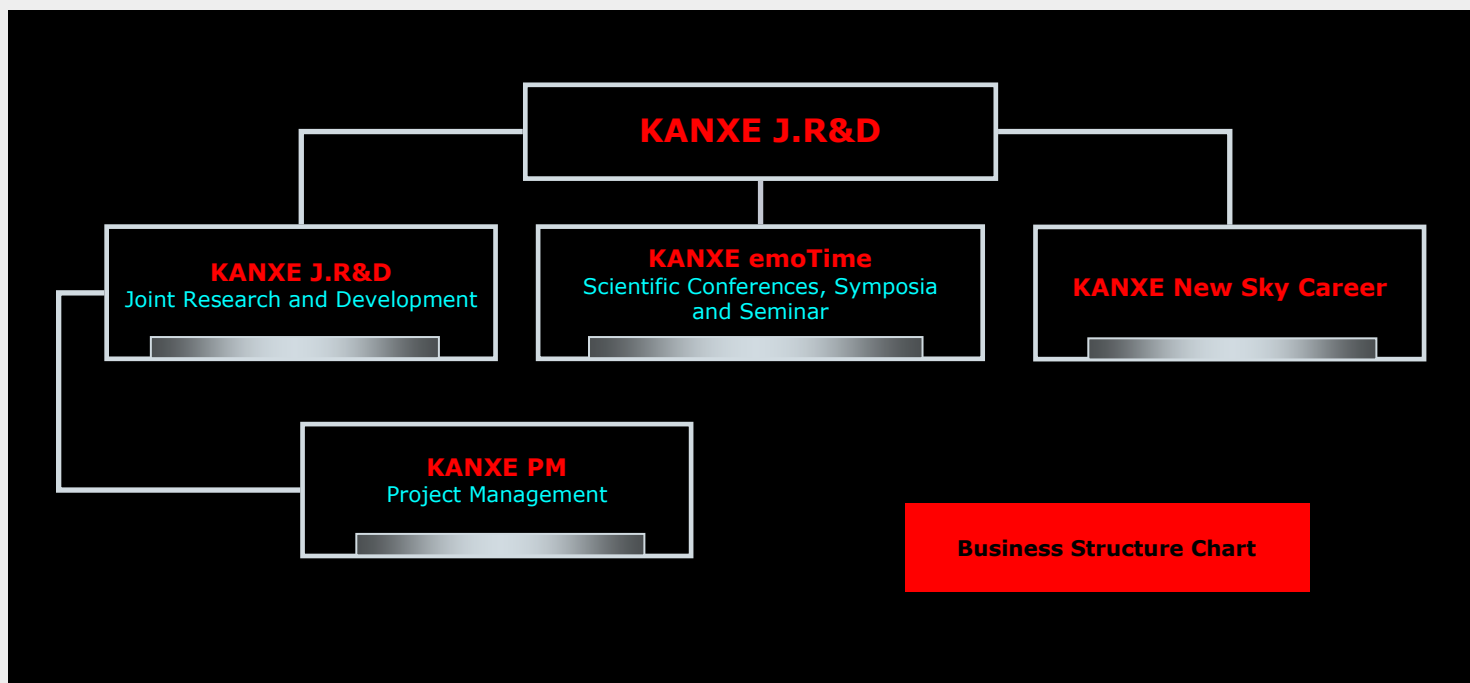 KANXE J.R&D
KANXE J.R&D
Joint Research and Development
KANXE emoTime
Scientific Conferences, Symposia
and Seminar
KANXE New Sky Career
KANXE PM
Project Management
Business Structure Chart